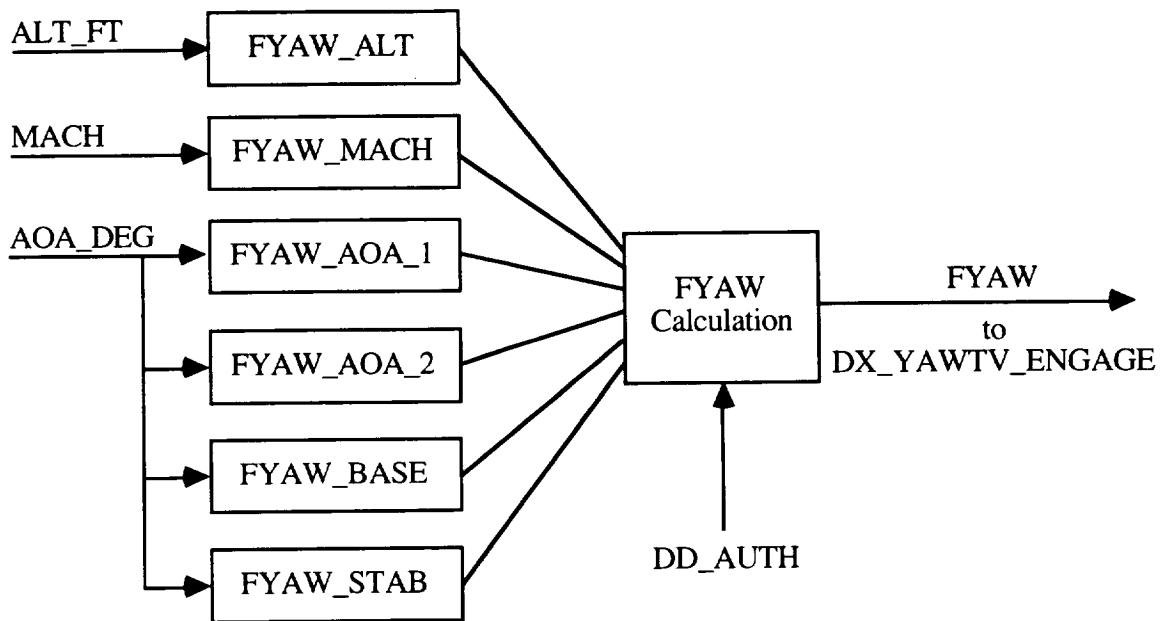 ALT_FT
FYAW_ALT
MACH
FYAW_MACH
AOA_DEG
FYAW_AOA_1
FYAW_AOA_2
FYAW_BASE
FYAW_STAB
FYAW
Calculation
DD_AUTH
FYAW
to
DX_YAWTV_ENGAGE